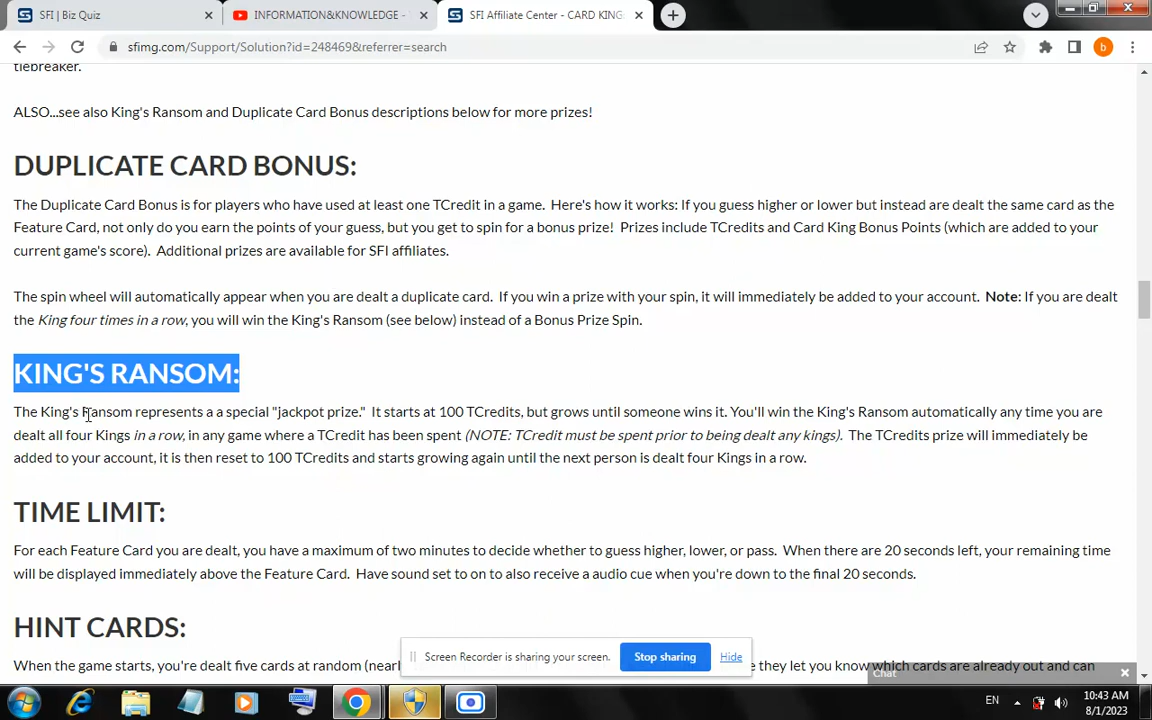 SFI | Biz Quiz
INFORMATION&KNOWLEDGE -
SFI Affiliate Center - CARD KING
sfimg.com/Support/Solution?id=248469&referrer=search
b
tiebreaker.
ALSO...see also King's Ransom and Duplicate Card Bonus descriptions below for more prizes!
DUPLICATE CARD BONUS:
The Duplicate Card Bonus is for players who have used at least one TCredit in a game. Here's how it works: If you guess higher or lower but instead are dealt the same card as the
Feature Card, not only do you earn the points of your guess, but you get to spin for a bonus prize! Prizes include TCredits and Card King Bonus Points (which are added to your
current game's score). Additional prizes are available for SFI affiliates.
The spin wheel will automatically appear when you are dealt a duplicate card. If you win a prize with your spin, it will immediately be added to your account. Note: If you are dealt
the King four times in a row, you will win the King's Ransom (see below) instead of a Bonus Prize Spin.
KING'S RANSOM:
The King's Ransom represents a a special "jackpot prize." It starts at 100 TCredits, but grows until someone wins it. You'll win the King's Ransom automatically any time you are
dealt all four Kings in a row, in any game where a TCredit has been spent (NOTE: TCredit must be spent prior to being dealt any kings). The TCredits prize will immediately be
added to your account, it is then reset to 100 TCredits and starts growing again until the next person is dealt four Kings in a row.
TIME LIMIT:
For each Feature Card you are dealt, you have a maximum of two minutes to decide whether to guess higher, lower, or pass. When there are 20 seconds left, your remaining time
will be displayed immediately above the Feature Card. Have sound set to on to also receive a audio cue when you're down to the final 20 seconds.
HINT CARDS:
When the game starts, you're dealt five cards at random (nearl
they let you know which cards are already out and can
Screen Recorder is sharing your screen.
Stop sharing
Hide
Chat
EN
10:43 AM
8/1/2023